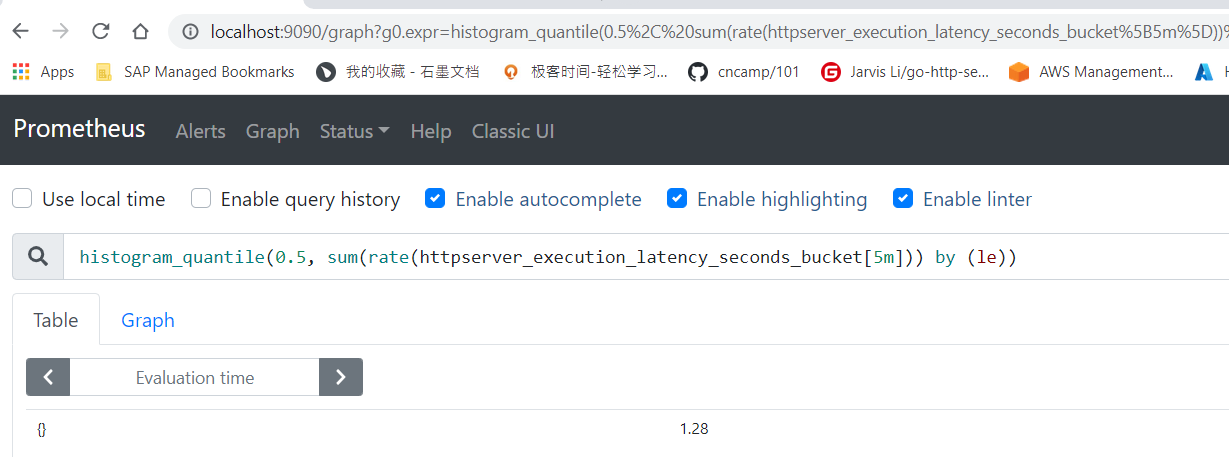 localhost:9090/graph?g0.expr=histogram_quantile(0.5%2C%20sum(rate(httpserver_execution_latency_seconds_bucket%5B5m%5D))%
Apps SAP Managed Bookmarks 我的收藏 - 石墨文档 极客时间-轻松学习... cncamp/101 Jarvis Li/go-http-se... AWS Management...
Prometheus Alerts Graph Status Help Classic UI
Use local time Enable query history Enable autocomplete Enable highlighting Enable linter
histogram_quantile(0.5, sum(rate(httpserver_execution_latency_seconds_bucket[5m])) by (le))
Table Graph
Evaluation time
{} 1.28